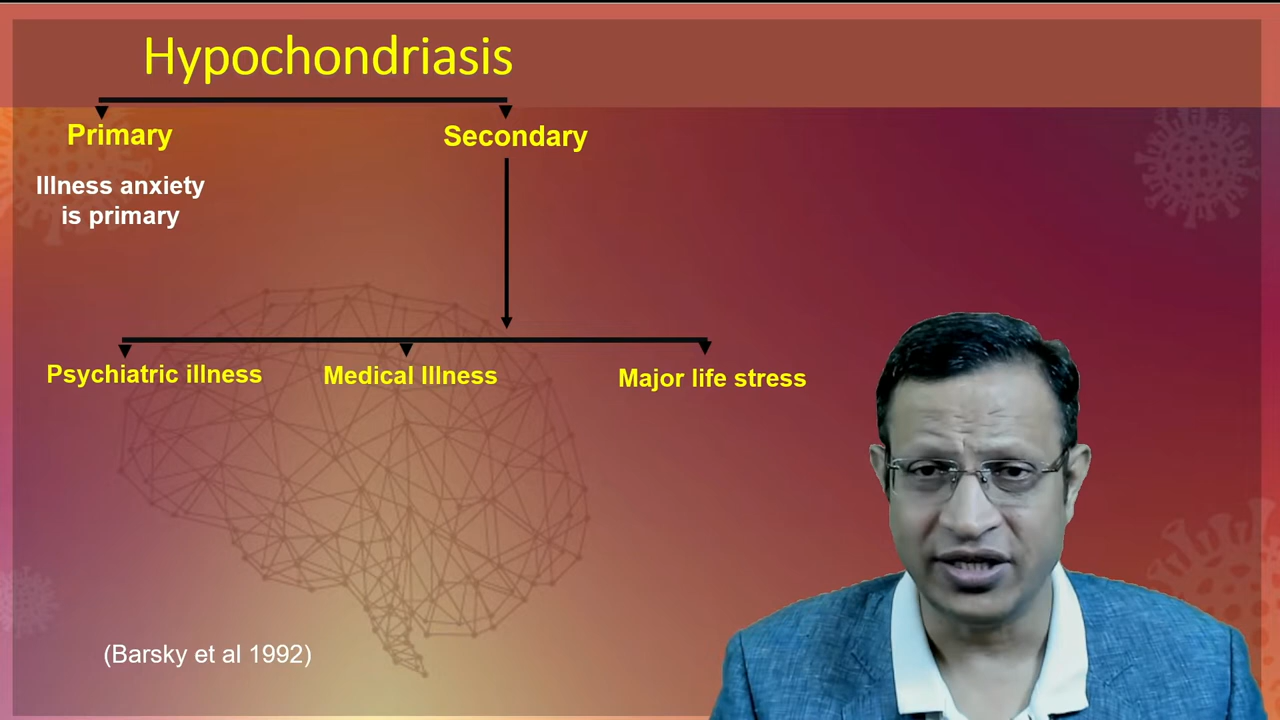 Hypochondriasis
Primary
Secondary
Illness anxiety
is primary
Psychiatric illness
Medical Illness
Major life stress
(Barsky et al 1992)